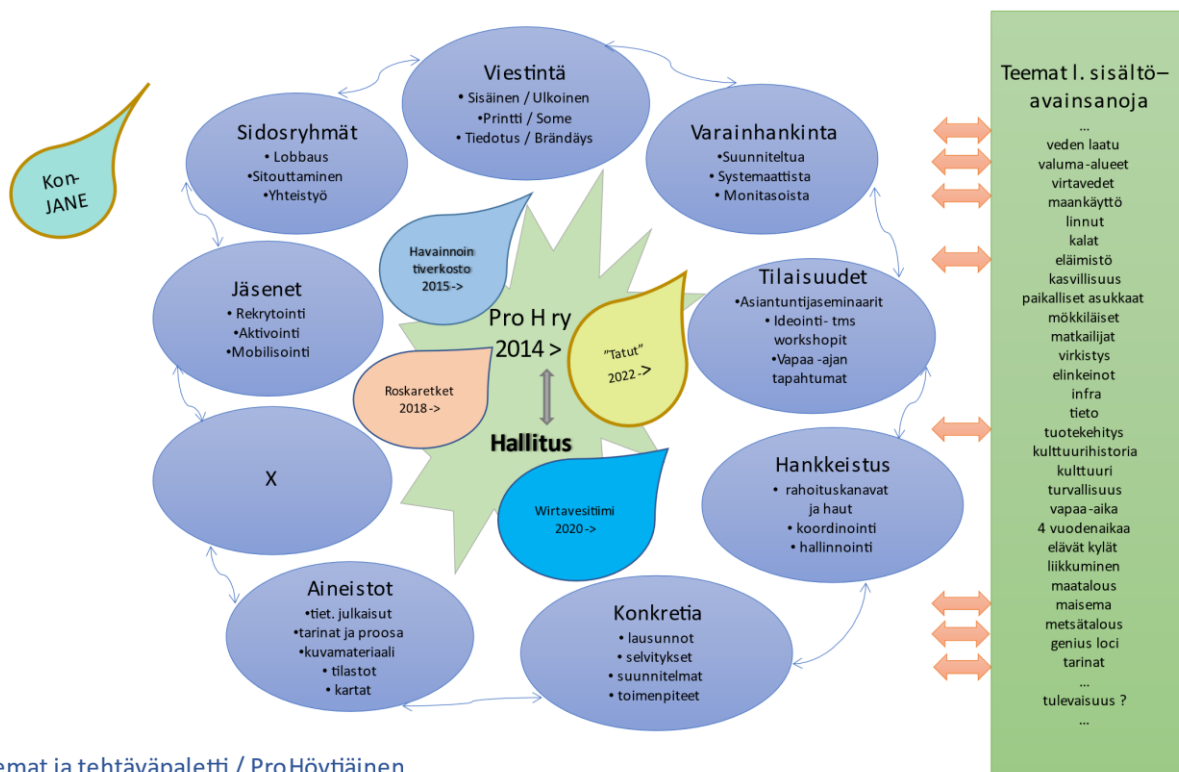 Kon-
JANE
Viestintä
• Sisäinen / Ulkoinen
•Printti / Some
• Tiedotus / Brändäys
Sidosryhmät
• Lobbaus
•Sitouttaminen
•Yhteistyö
Varainhankinta
•Suunniteltua
• Systemaattista
• Monitasoista
Jäsenet
• Rekrytointi
• Aktivointi
• Mobilisointi
Tilaisuudet
•Asiantuntijaseminaarit
• Ideointi- tms
workshopit
• Vapaa -ajan
tapahtumat
X
Hankkeistus
• rahoituskanavat
ja haut
• koordinointi
• hallinnointi
Aineistot
•tiet. julkaisut
•tarinat ja proosa
•kuvamateriaali
• tilastot
• kartat
Konkretia
• lausunnot
• selvitykset
• suunnitelmat
• toimenpiteet
Havainnoin
tiverkosto
2015->
Pro H ry
2014 >
Hallitus
"Tatut"
2022->
Roskaretket
2018->
Wirtavesitiimi
2020->
Teemat l. sisältö–
avainsanoja
...
veden laatu
valuma-alueet
virtavedet
maankäyttö
linnut
kalat
eläimistö
kasvillisuus
paikalliset asukkaat
mökkiläiset
matkailijat
virkistys
elinkeinot
infra
tieto
tuotekehitys
kulttuurihistoria
kulttuuri
turvallisuus
vapaa-aika
4 vuodenaikaa
elävät kylät
liikkuminen
maatalous
maisema
metsätalous
genius loci
tarinat
...
tulevaisuus ?
...
emat ja tehtäväpaletti / ProHöytiäinen